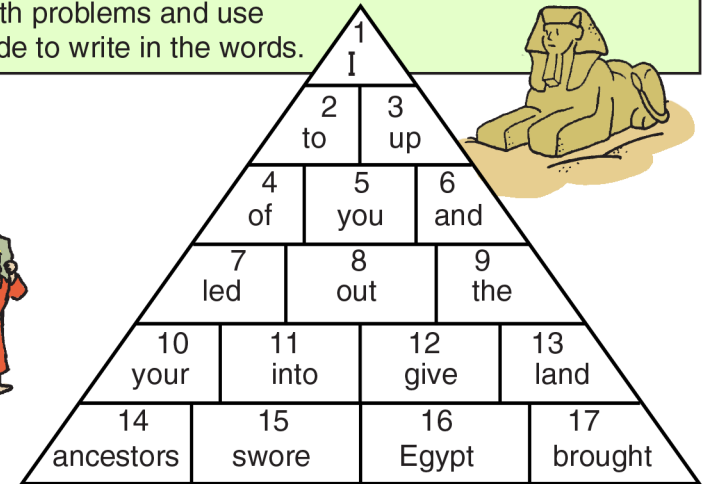 th problems and use
de to write in the words.
1
I
2 3
to up
4 5 6
of you and
7 8 9
led out the
10 11 12 13
your into give land
14 15 16 17
ancestors swore Egypt brought